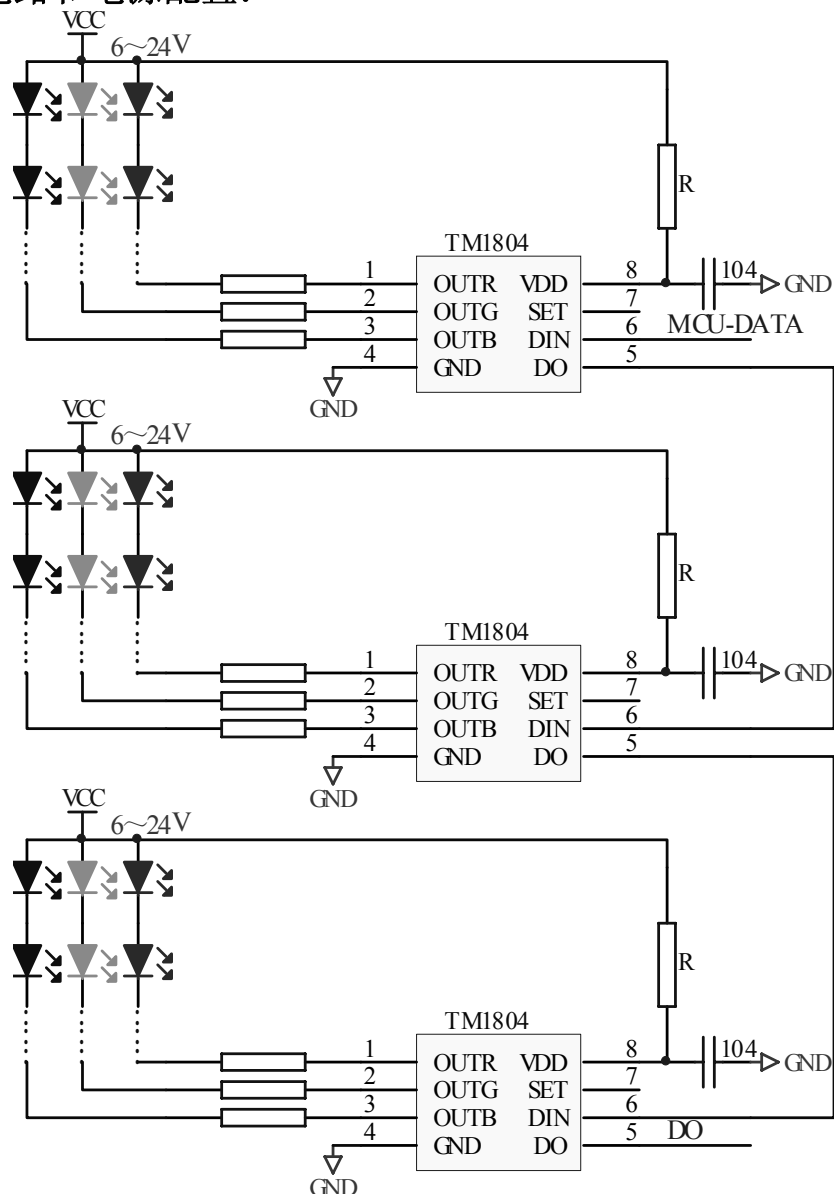 VCC
6～24V
R
TM1804
1 OUTR VDD 8 104 GND
2 OUTG SET 7
3 OUTB DIN 6 MCU-DATA
4 GND DO 5
GND
VCC
6～24V
R
TM1804
1 OUTR VDD 8 104 GND
2 OUTG SET 7
3 OUTB DIN 6
4 GND DO 5
GND
VCC
6～24V
R
TM1804
1 OUTR VDD 8 104 GND
2 OUTG SET 7
3 OUTB DIN 6
4 GND DO 5 DO
GND